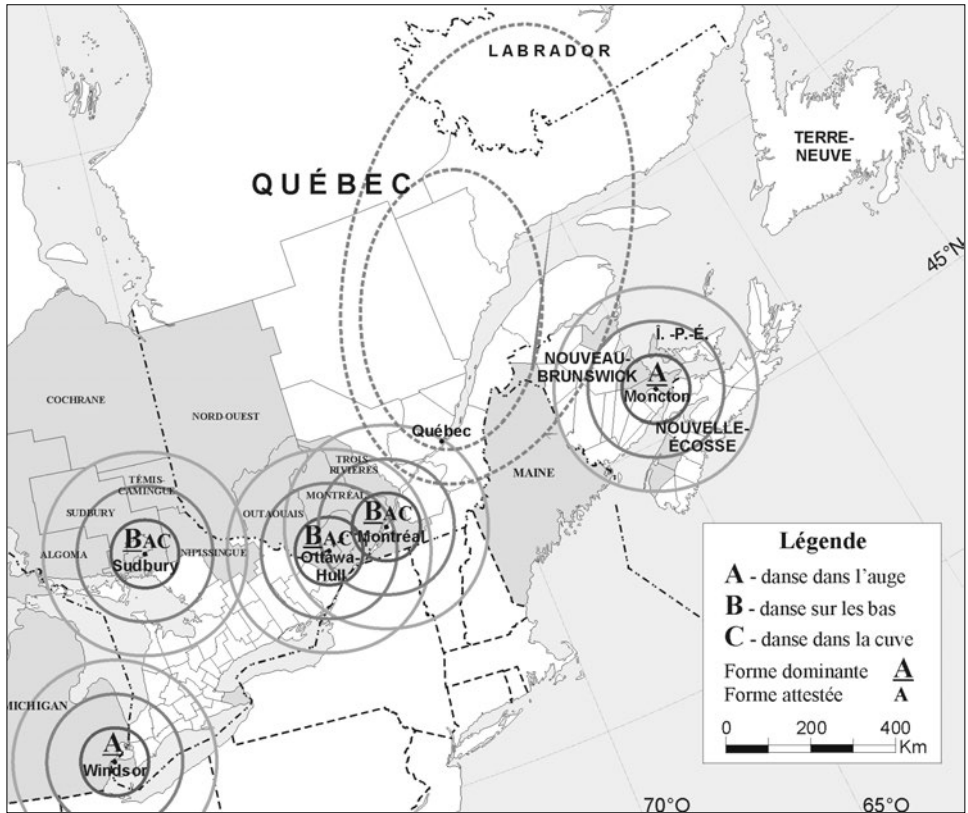 LABRADOR
TERRE-
NEUVE
QUÉBEC
45°N
Î. -P.-É.
NOUVEAU-
BRUNSWICK
A
Moncton
COCHRANE
NORD-OUEST
NOUVELLE-
ÉCOSSE
Québec
TROIS-
RIVIÈRES
MAINE
TÉMIS-
CAMINGUE
MONTRÉAL
SUDBURY
OUTAOUAIS
BAC
Montréal
BAC
ALGOMA
NIPISSINGUE
BAC
Sudbury
Ottawa-
Hull
Légende
A - danse dans l'auge
B - danse sur les bas
C - danse dans la cuve
Forme dominante A
Forme attestée A
0 200 400
Km
MICHIGAN
A
Windsor
70°O
65°O